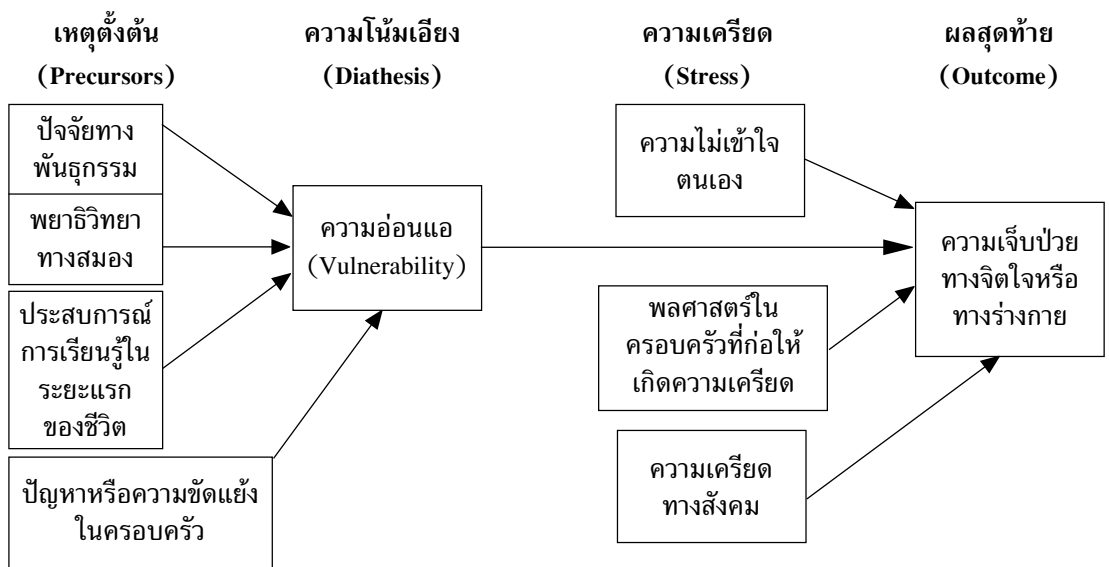 เหตุตั้งต้น
(Precursors)
ความโน้มเอียง
(Diathesis)
ความเครียด
(Stress)
ผลสุดท้าย
(Outcome)
ปัจจัยทาง
พันธุกรรม
พยาธิวิทยา
ทางสมอง
ประสบการณ์
การเรียนรู้ใน
ระยะแรก
ของชีวิต
ปัญหาหรือความขัดแย้ง
ในครอบครัว
ความอ่อนแอ
(Vulnerability)
ความไม่เข้าใจ
ตนเอง
พลศาสตร์ใน
ครอบครัวที่ก่อให้
เกิดความเครียด
ความเครียด
ทางสังคม
ความเจ็บป่วย
ทางจิตใจหรือ
ทางร่างกาย